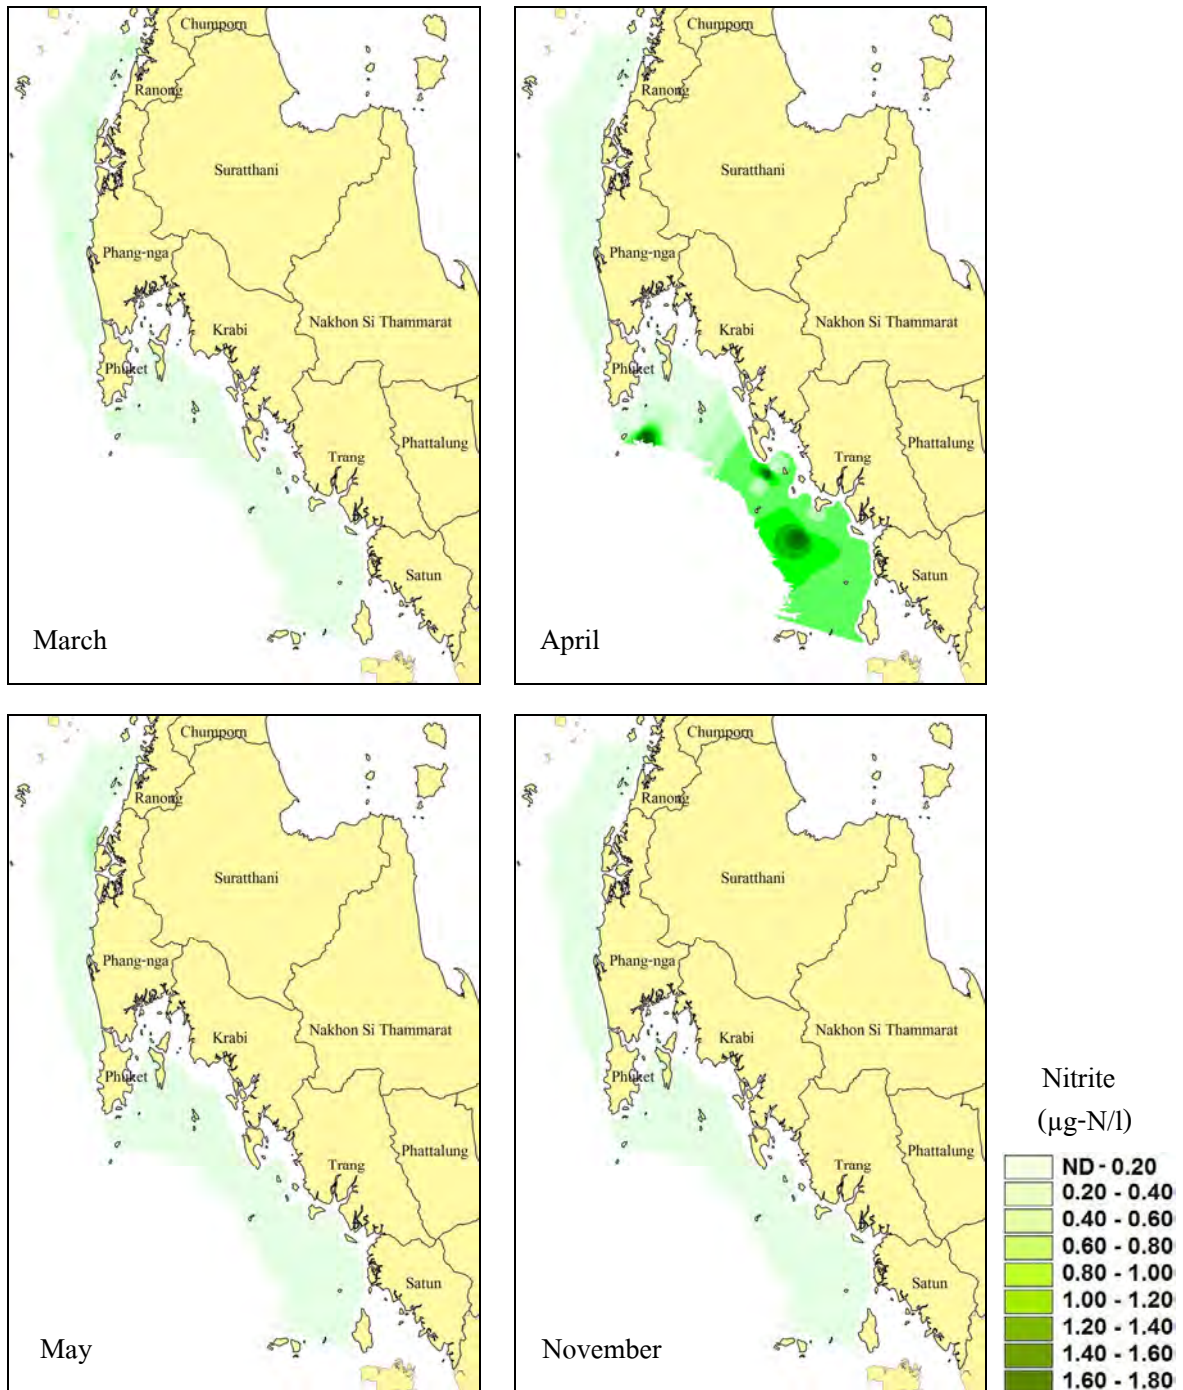 Chumporn
Ranong
Suratthani
Phang-nga
Krabi
Nakhon Si Thammarat
Phuket
Phattalung
Trang
Satun
March
Chumporn
Ranong
Suratthani
Phang-nga
Krabi
Nakhon Si Thammarat
Phuket
Phattalung
Trang
Satun
April
Chumporn
Ranong
Suratthani
Phang-nga
Krabi
Nakhon Si Thammarat
Phuket
Phattalung
Trang
Satun
May
Chumporn
Ranong
Suratthani
Phang-nga
Krabi
Nakhon Si Thammarat
Phuket
Phattalung
Trang
Satun
November
Nitrite
(µg-N/l)
ND - 0.20
0.20 - 0.40
0.40 - 0.60
0.60 - 0.80
0.80 - 1.00
1.00 - 1.20
1.20 - 1.40
1.40 - 1.60
1.60 - 1.80